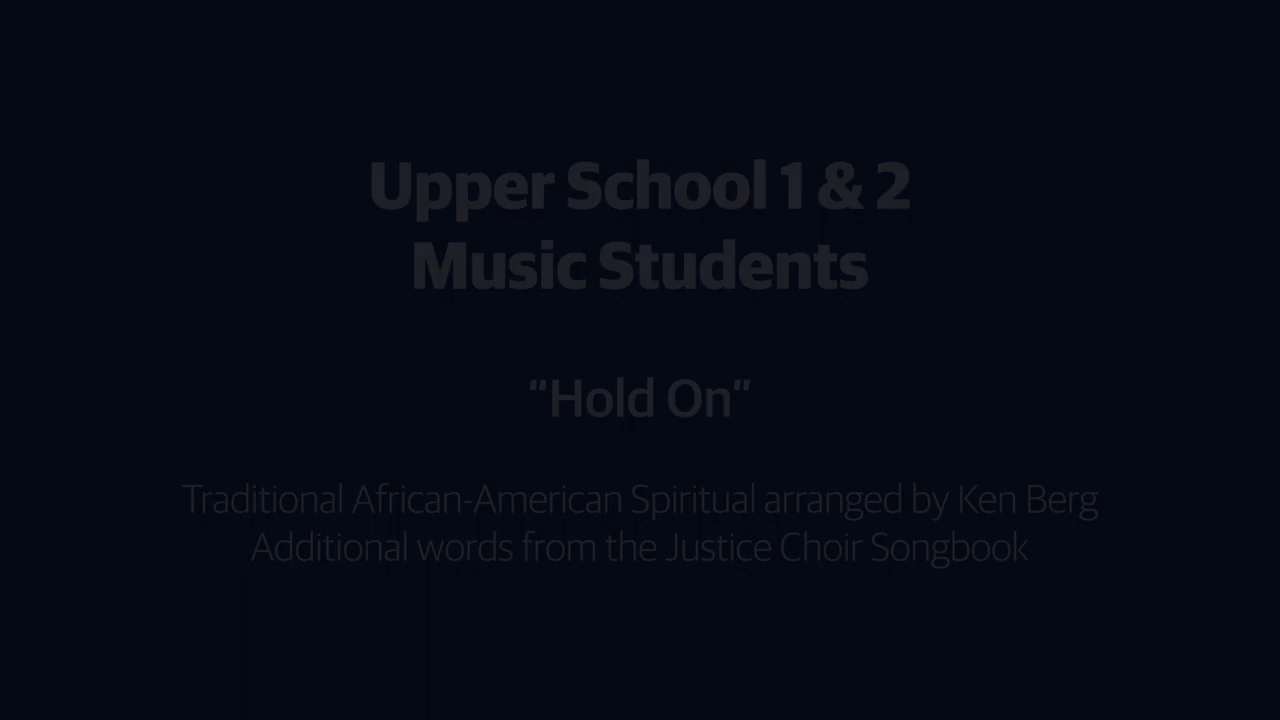 Upper School 1 & 2
Music Students
“Hold On”
Traditional African-American Spiritual arranged by Ken Berg
Additional words from the Justice Choir Songbook